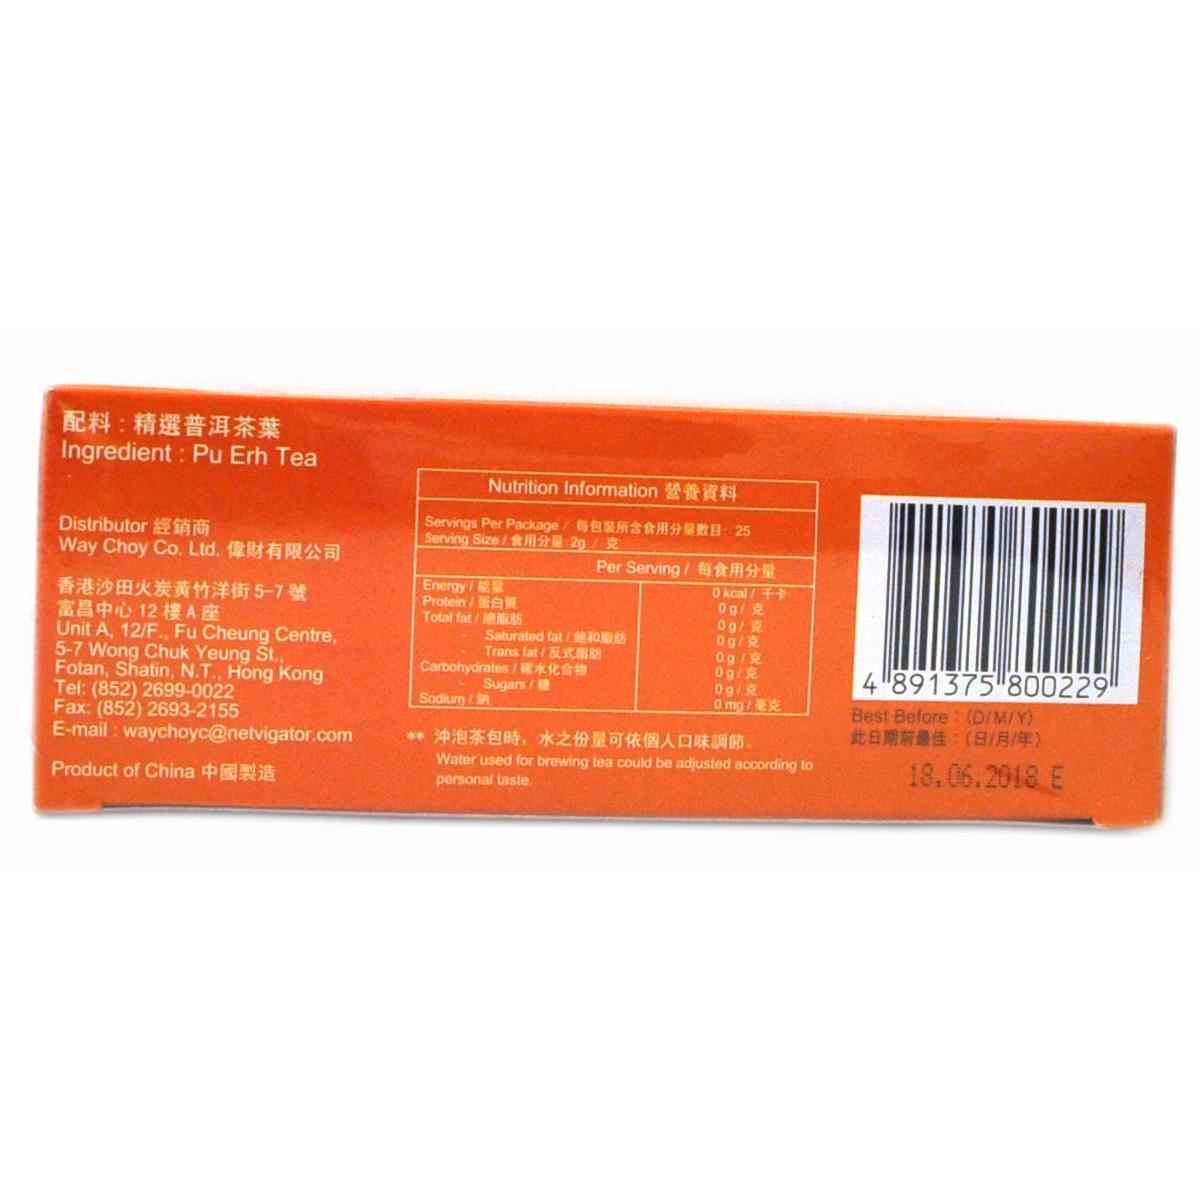 配料 : 精選普洱茶葉
Ingredient : Pu Erh Tea
Distributor 經銷商
Way Choy Co. Ltd. 偉財有限公司
香港沙田火炭黃竹洋街 5-7 號
富昌中心 12 樓 A 座
Unit A, 12/F., Fu Cheung Centre,
5-7 Wong Chuk Yeung St.,
Fotan, Shatin, N.T., Hong Kong
Tel: (852) 2699-0022
Fax: (852) 2693-2155
E-mail : waychoyc@netvigator.com
Product of China 中國製造
Nutrition Information 營養資料
Servings Per Package / 每包裝所含食用分量數目: 25
Serving Size / 食用分量: 2g / 克
Per Serving / 每食用分量
Energy / 能量 0 kcal / 千卡
Protein / 蛋白質 0 g / 克
Total fat / 總脂肪 0 g / 克
- Saturated fat / 飽和脂肪 0 g / 克
- Trans fat / 反式脂肪 0 g / 克
Carbohydrates / 碳水化合物 0 g / 克
- Sugars / 糖 0 g / 克
Sodium / 鈉 0 mg / 毫克
** 沖泡茶包時，水之份量可依個人口味調節。
Water used for brewing tea could be adjusted according to
personal taste.
4 891375 800229
Best Before : (D/M/Y)
此日期前最佳 : (日/月/年)
18.06.2018 E